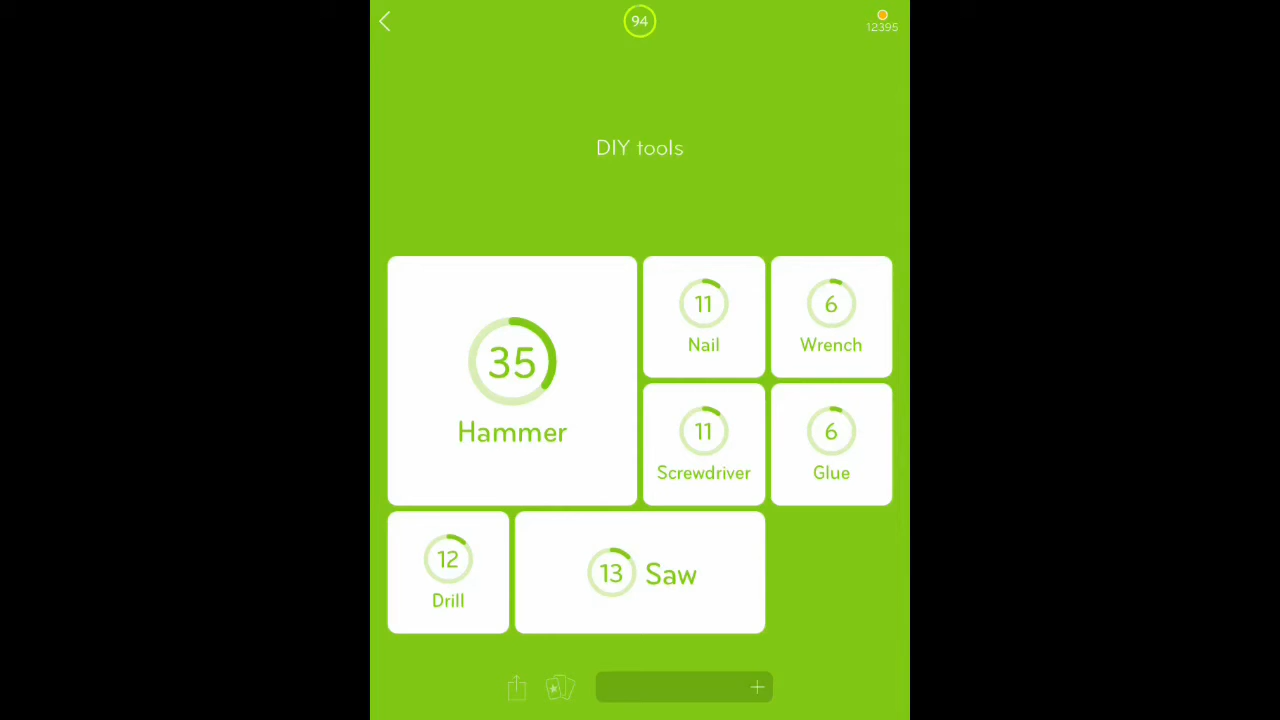 94
12395
DIY tools
35
Hammer
11
Nail
6
Wrench
11
Screwdriver
6
Glue
12
Drill
13 Saw